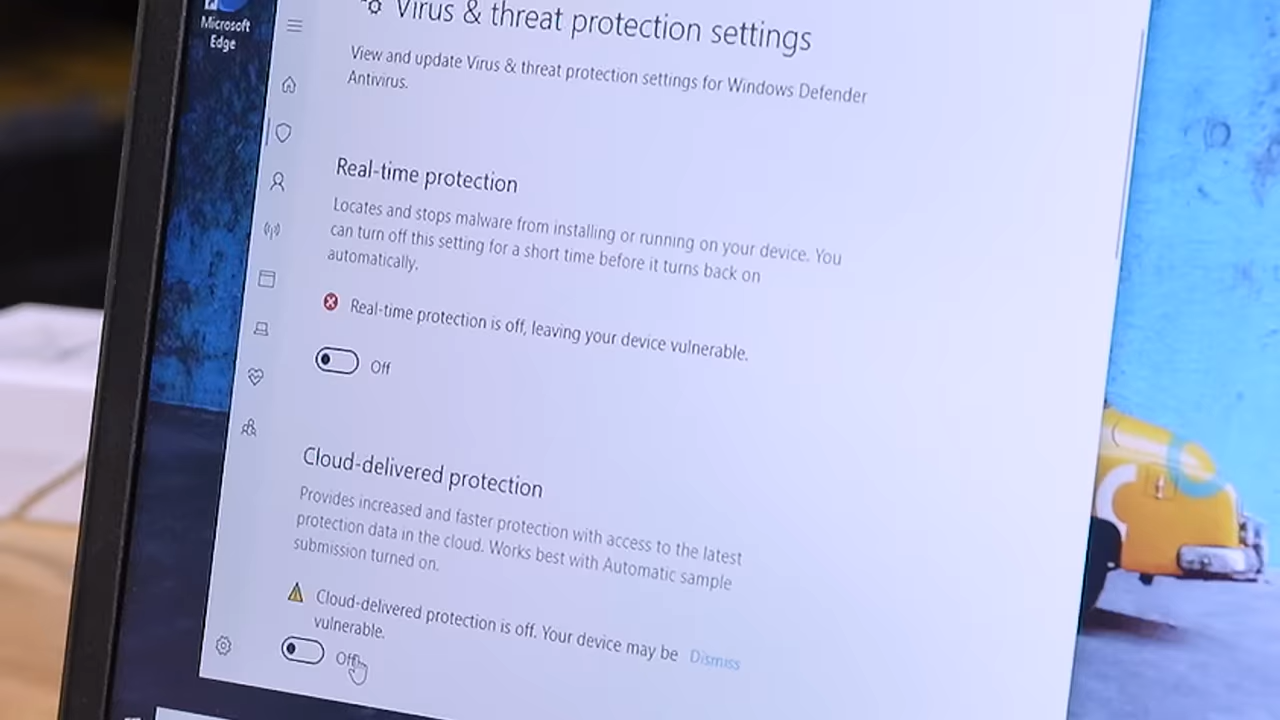 Microsoft
Edge
Virus & threat protection settings
View and update Virus & threat protection settings for Windows Defender
Antivirus.
Real-time protection
Locates and stops malware from installing or running on your device. You
can turn off this setting for a short time before it turns back on
automatically.
Real-time protection is off, leaving your device vulnerable.
Off
Cloud-delivered protection
Provides increased and faster protection with access to the latest
protection data in the cloud. Works best with Automatic sample
submission turned on.
Cloud-delivered protection is off. Your device may be Dismiss
vulnerable.
Off